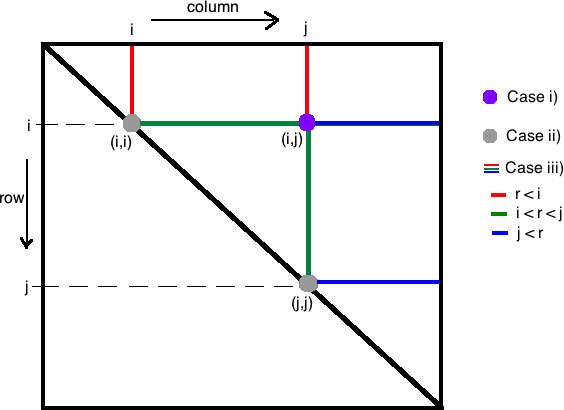 column
i
j
i
(i,i)
(i,j)
row
j
(j,j)
Case i)
Case ii)
Case iii)
r < i
i < r < j
j < r